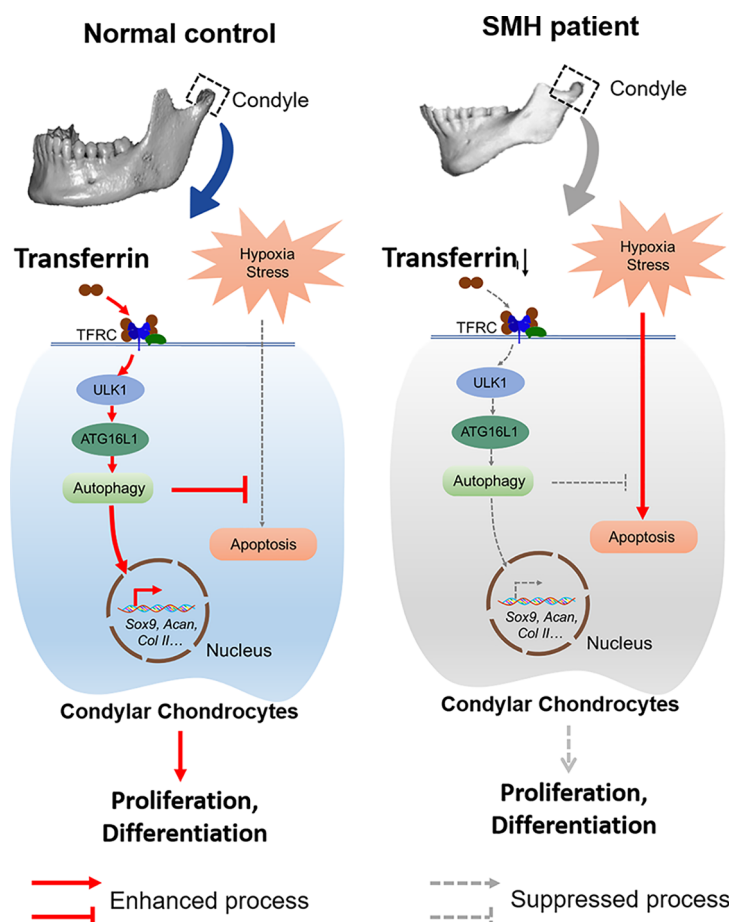 Normal control
Condyle
Transferrin
Hypoxia
Stress
TFRC
ULK1
ATG16L1
Autophagy
Apoptosis
Sox9, Acan,
Col II...
Nucleus
Condylar Chondrocytes
Proliferation,
Differentiation
Enhanced process
SMH patient
Condyle
Transferrin
Hypoxia
Stress
TFRC
ULK1
ATG16L1
Autophagy
Apoptosis
Sox9, Acan,
Col II...
Nucleus
Condylar Chondrocytes
Proliferation,
Differentiation
Suppressed process